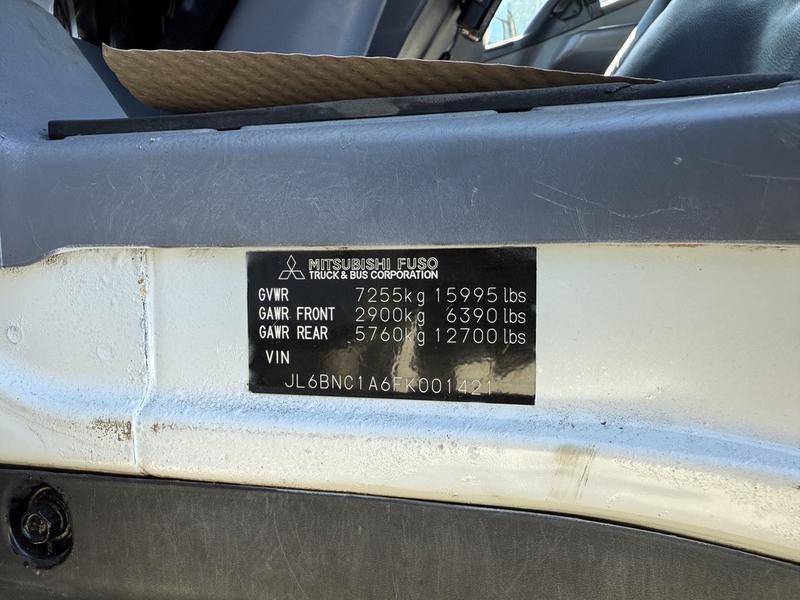 MITSUBISHI FUSO
TRUCK & BUS CORPORATION
GVWR 7255kg 15995 lbs
GAWR FRONT 2900kg 6390 lbs
GAWR REAR 5760kg 12700 lbs
VIN
JL6BNC1A6FK001421